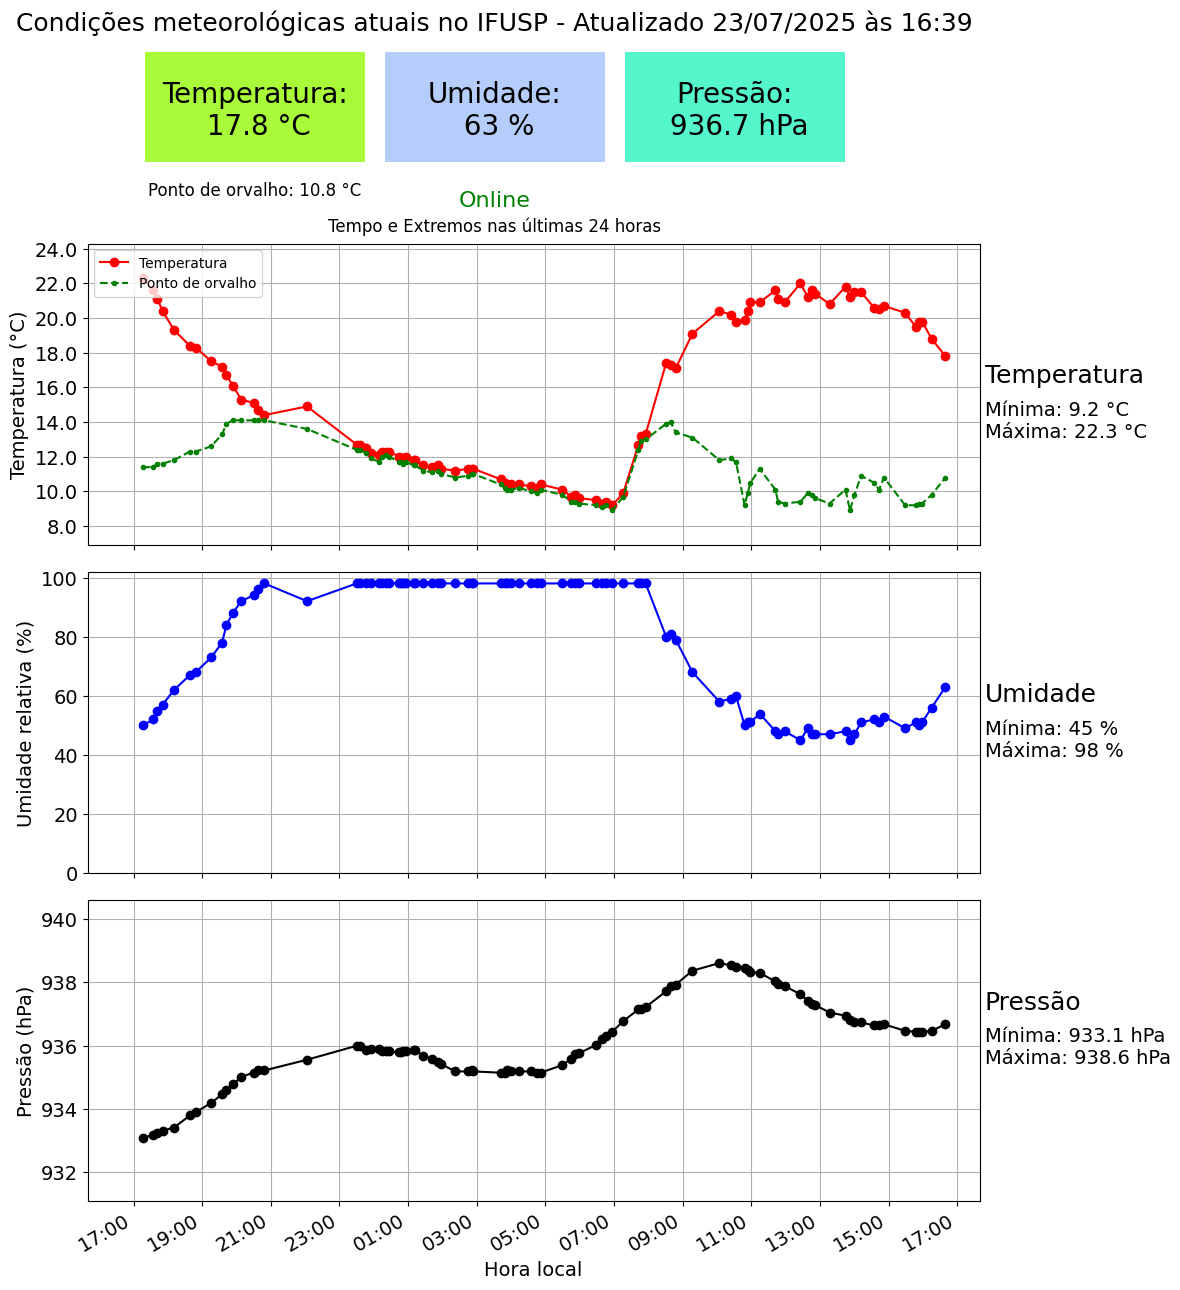 Condições meteorológicas atuais no IFUSP - Atualizado 23/07/2025 às 16:39
Temperatura:
17.8 °C
Umidade:
63 %
Pressão:
936.7 hPa
Ponto de orvalho: 10.8 °C
Online
Tempo e Extremos nas últimas 24 horas
Temperatura (°C)
24.0
22.0
20.0
18.0
16.0
14.0
12.0
10.0
8.0
Temperatura
Ponto de orvalho
Temperatura
Mínima: 9.2 °C
Máxima: 22.3 °C
Umidade relativa (%)
100
80
60
40
20
0
Umidade
Mínima: 45 %
Máxima: 98 %
Pressão (hPa)
940
938
936
934
932
Pressão
Mínima: 933.1 hPa
Máxima: 938.6 hPa
17:00 19:00 21:00 23:00 01:00 03:00 05:00 07:00 09:00 11:00 13:00 15:00 17:00
Hora local